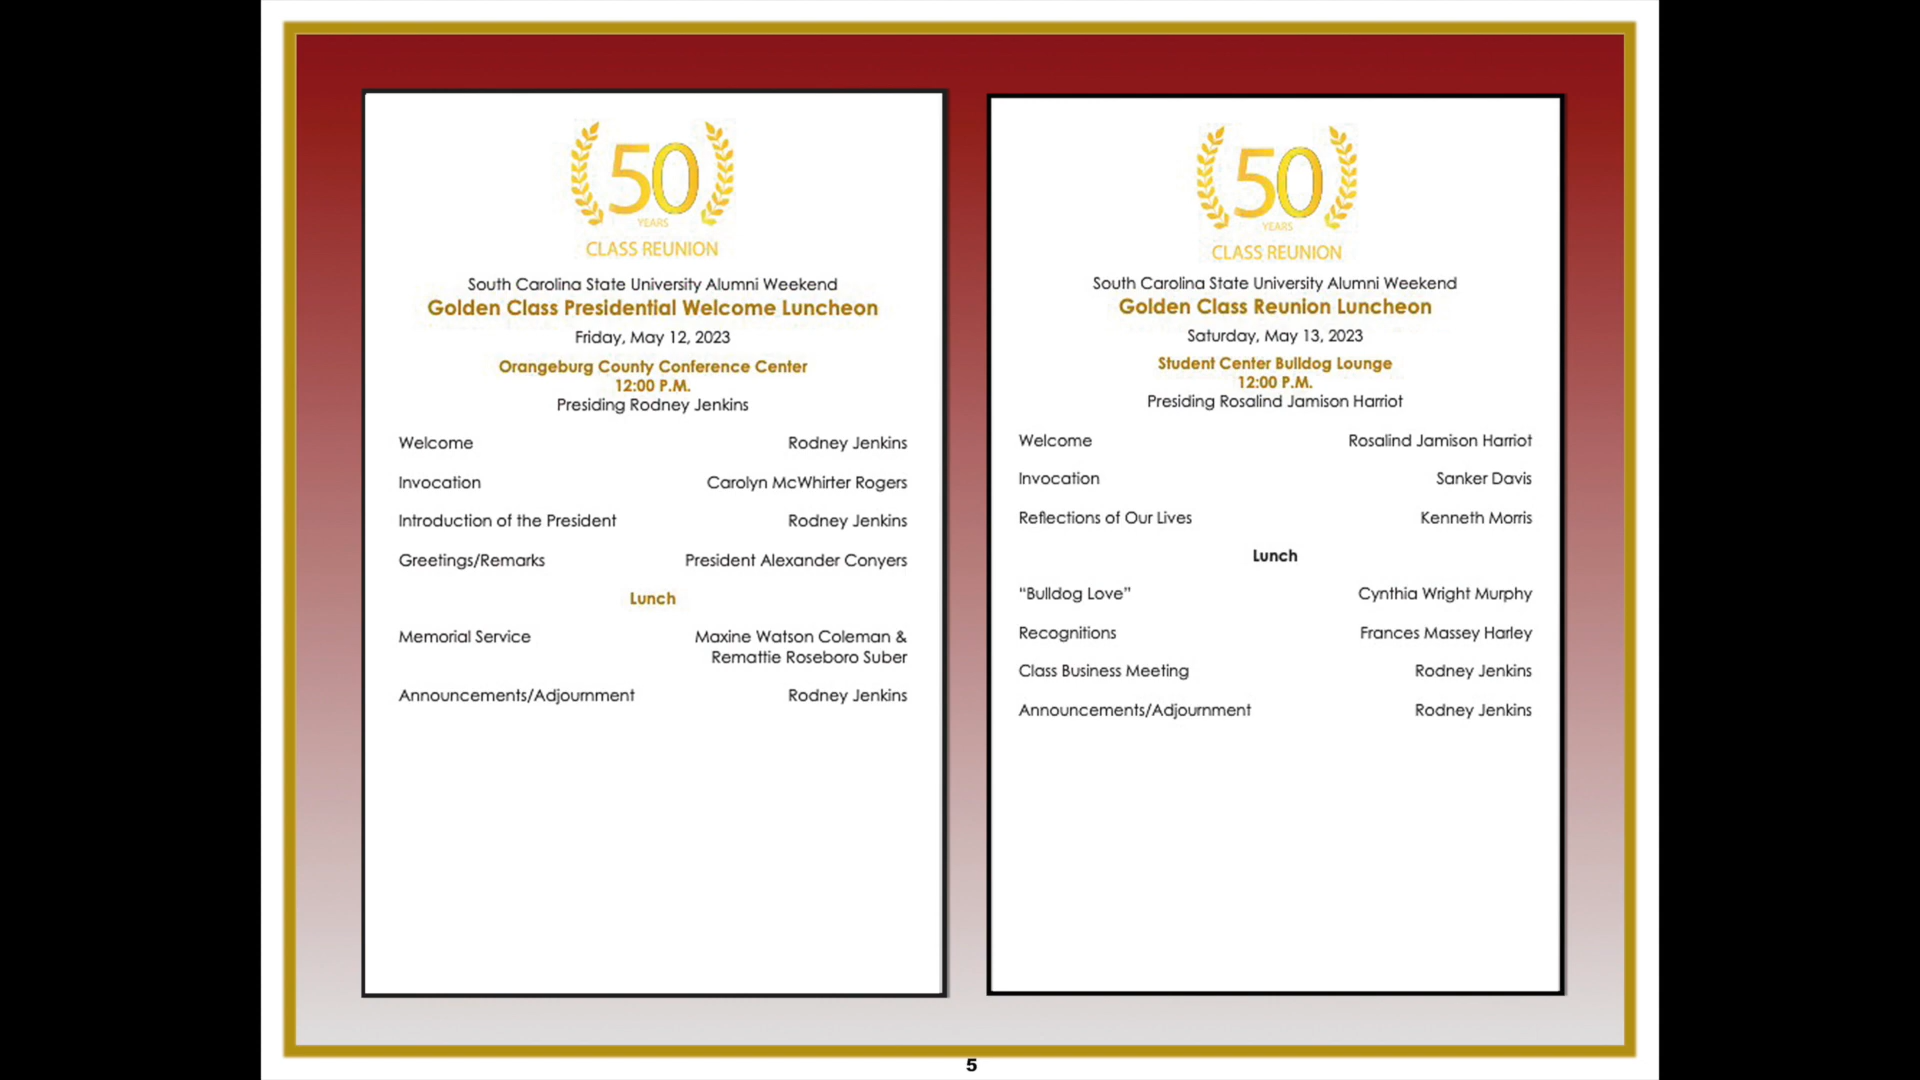 50
YEARS
CLASS REUNION
South Carolina State University Alumni Weekend
Golden Class Presidential Welcome Luncheon
Friday, May 12, 2023
Orangeburg County Conference Center
12:00 P.M.
Presiding Rodney Jenkins
Welcome Rodney Jenkins
Invocation Carolyn McWhirter Rogers
Introduction of the President Rodney Jenkins
Greetings/Remarks President Alexander Conyers
Lunch
Memorial Service Maxine Watson Coleman &
Remattie Roseboro Suber
Announcements/Adjournment Rodney Jenkins
50
YEARS
CLASS REUNION
South Carolina State University Alumni Weekend
Golden Class Reunion Luncheon
Saturday, May 13, 2023
Student Center Bulldog Lounge
12:00 P.M.
Presiding Rosalind Jamison Harriot
Welcome Rosalind Jamison Harriot
Invocation Sanker Davis
Reflections of Our Lives Kenneth Morris
Lunch
“Bulldog Love” Cynthia Wright Murphy
Recognitions Frances Massey Harley
Class Business Meeting Rodney Jenkins
Announcements/Adjournment Rodney Jenkins
5